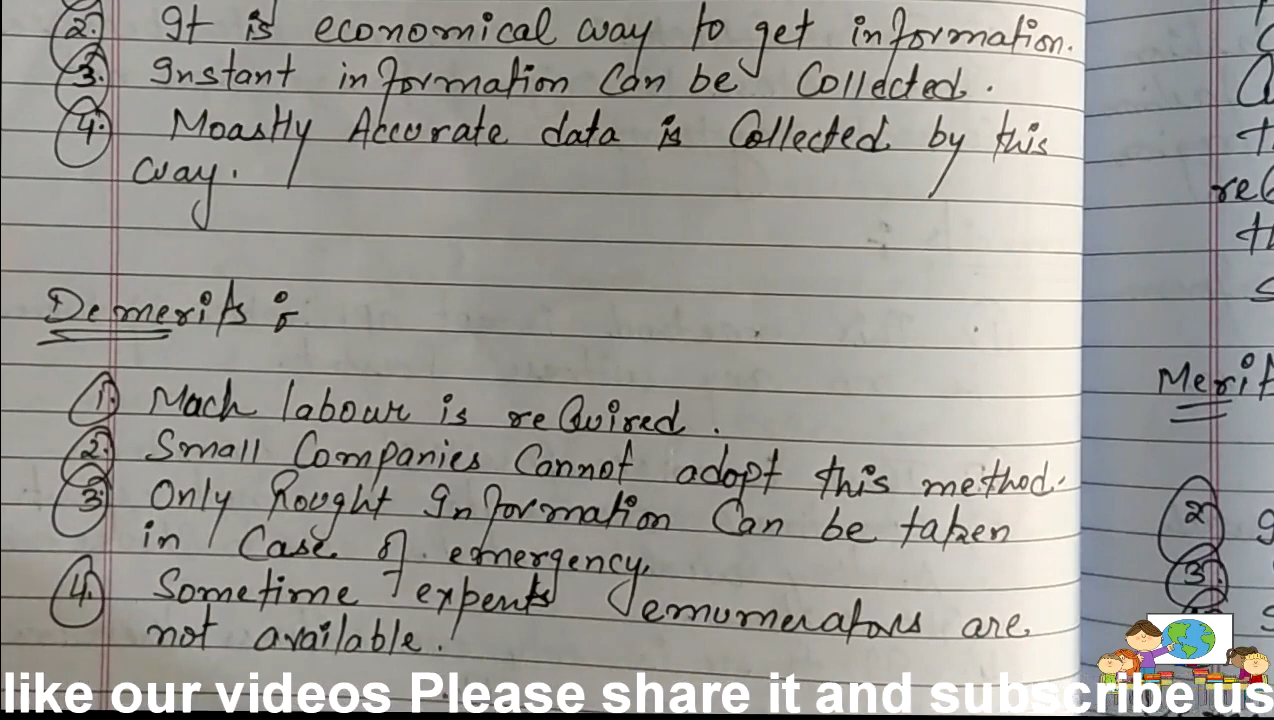 2. It is economical way to get information.
3. Instant information Can be Collected.
4. Moastly Accurate data is Collected by this
way.
Demerits :
1. Mach labour is reQuired.
2. Small Companies Cannot adopt this method.
3. Only Rought Information Can be taken
in Case of emergency.
4. Sometime expents enumerators are
not available.
Merit
2
3
like our videos Please share it and subscribe us